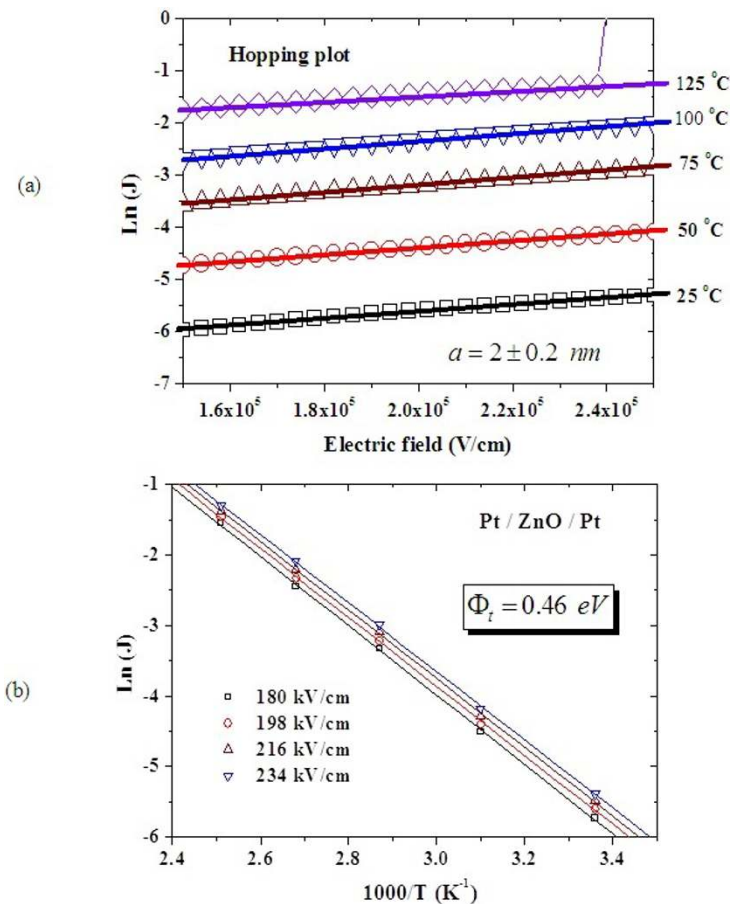 (a)
Hopping plot
0
-1
-2
-3
-4
-5
-6
-7
Ln (J)
125 °C
100 °C
75 °C
50 °C
25 °C
a = 2 ± 0.2 nm
1.6x10⁵ 1.8x10⁵ 2.0x10⁵ 2.2x10⁵ 2.4x10⁵
Electric field (V/cm)
(b)
-1
-2
-3
-4
-5
-6
Ln (J)
Pt / ZnO / Pt
Φₜ = 0.46 eV
180 kV/cm
198 kV/cm
216 kV/cm
234 kV/cm
2.4 2.6 2.8 3.0 3.2 3.4
1000/T (K⁻¹)